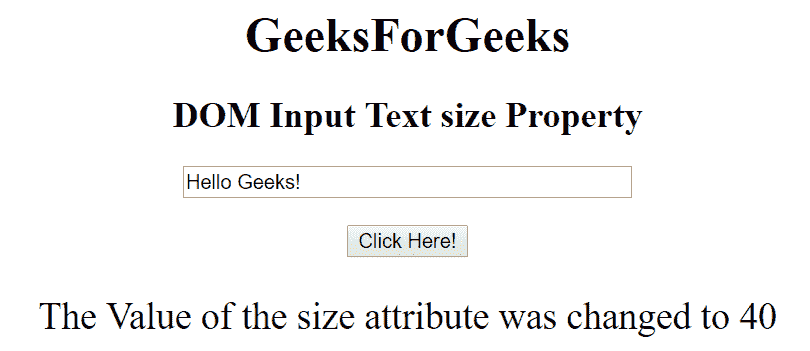 GeeksForGeeks
DOM Input Text size Property
Hello Geeks!
Click Here!
The Value of the size attribute was changed to 40